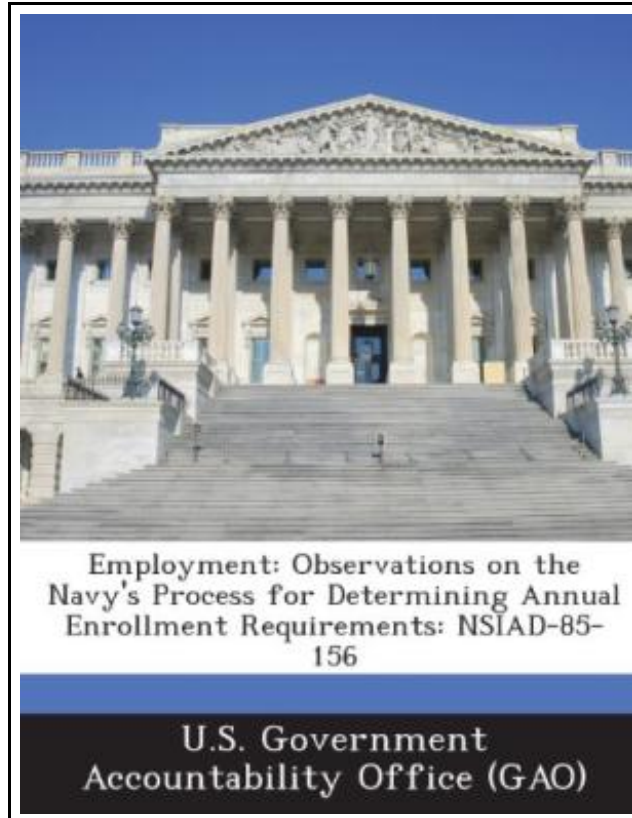 Employment: Observations on the
Navy's Process for Determining Annual
Enrollment Requirements: NSIAD-85-
156
U.S. Government
Accountability Office (GAO)